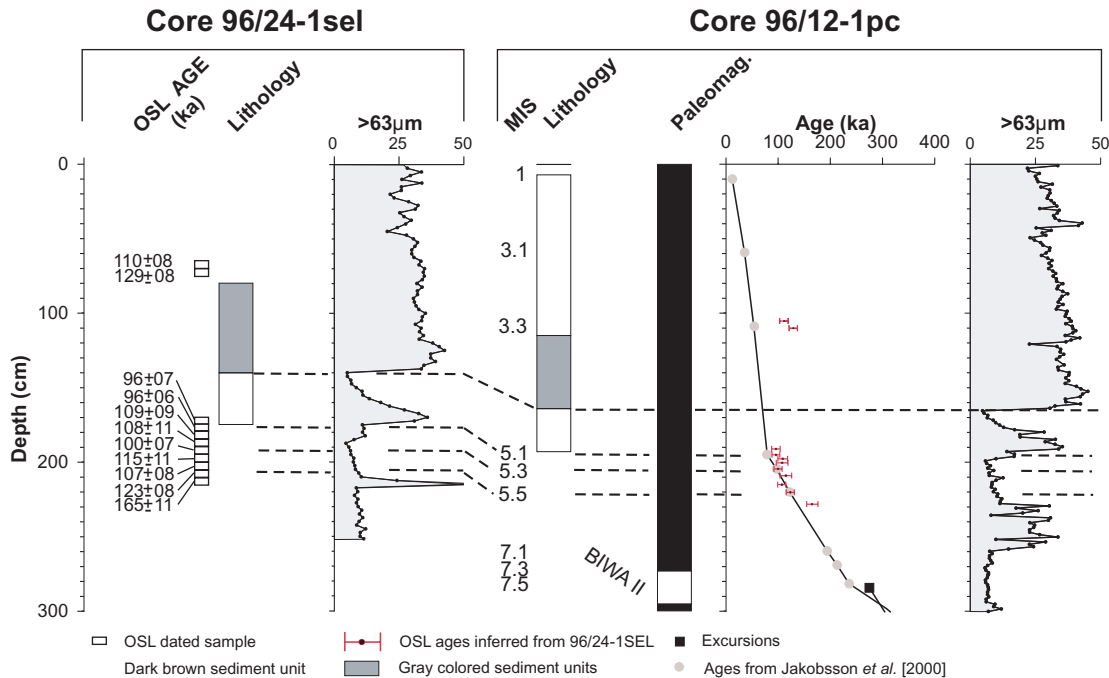 Core 96/24-1sel
Core 96/12-1pc
OSL AGE
(ka)
Lithology
>63µm
0 25 50
MIS
Lithology
Paleomag.
Age (ka)
0 100 200 300 400
>63µm
0 25 50
Depth (cm)
0
100
200
300
110±08
129±08
96±07
96±06
109±09
108±11
100±07
115±11
107±08
123±08
165±11
1
3.1
3.3
5.1
5.3
5.5
7.1
7.3
7.5
BIWA II
OSL dated sample
OSL ages inferred from 96/24-1SEL
Excursions
Dark brown sediment unit
Gray colored sediment units
Ages from Jakobsson et al. [2000]